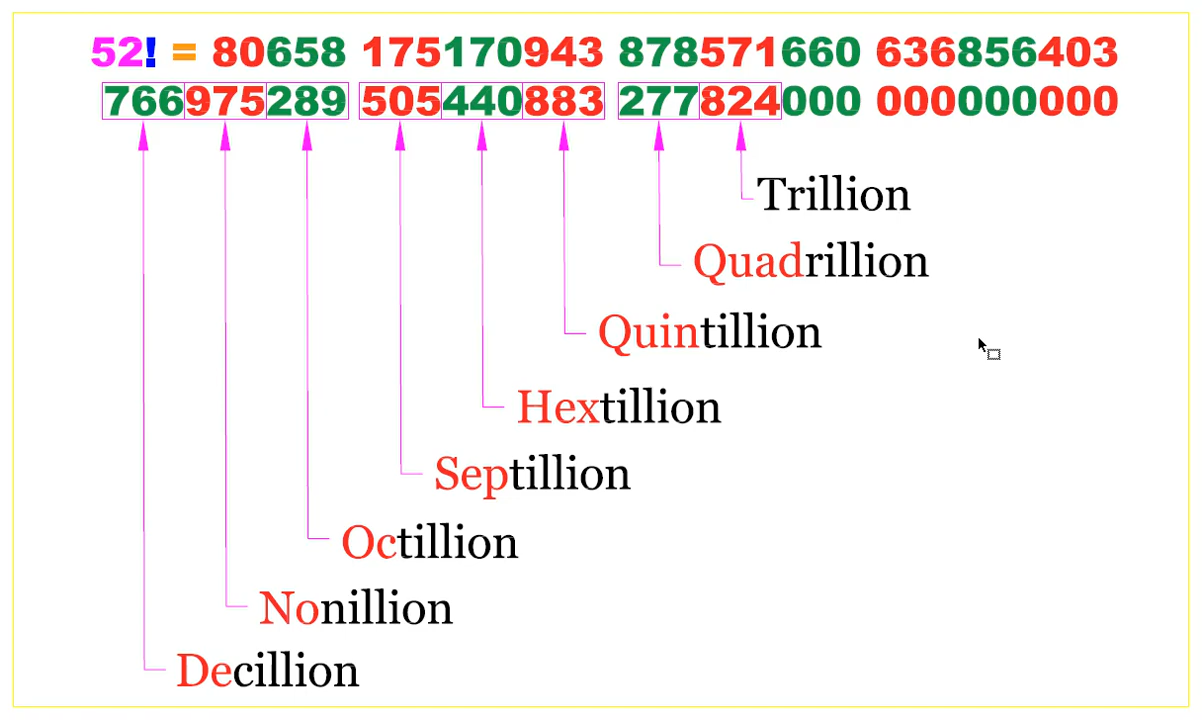 52! = 80658 175170943 878571660 636856403
766975289 505440883 277824000 000000000
Trillion
Quadrillion
Quintillion
Hextillion
Septillion
Octillion
Nonillion
Decillion